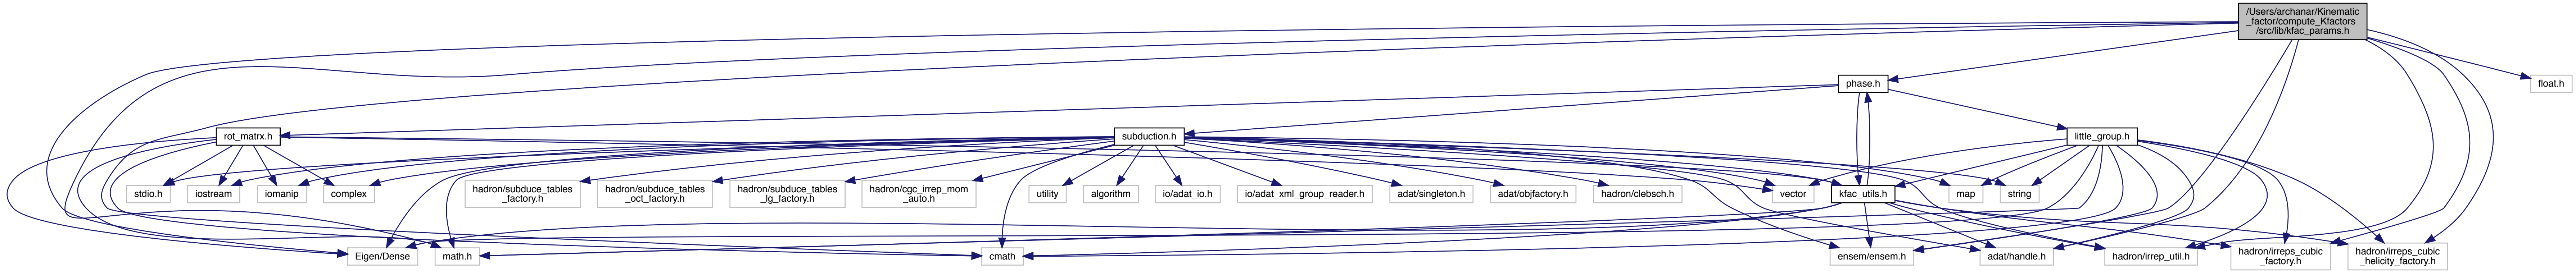 /Users/archanar/Kinematic
_factor/compute_Kfactors
/src/lib/kfac_params.h
phase.h
float.h
rot_matrx.h
subduction.h
little_group.h
stdio.h
iostream
iomanip
complex
hadron/subduce_tables
_factory.h
hadron/subduce_tables
_oct_factory.h
hadron/subduce_tables
_lg_factory.h
hadron/cgc_irrep_mom
_auto.h
utility
algorithm
io/adat_io.h
io/adat_xml_group_reader.h
adat/singleton.h
adat/objfactory.h
hadron/clebsch.h
vector
kfac_utils.h
map
string
Eigen/Dense
math.h
cmath
ensem/ensem.h
adat/handle.h
hadron/irrep_util.h
hadron/irreps_cubic
_factory.h
hadron/irreps_cubic
_helicity_factory.h